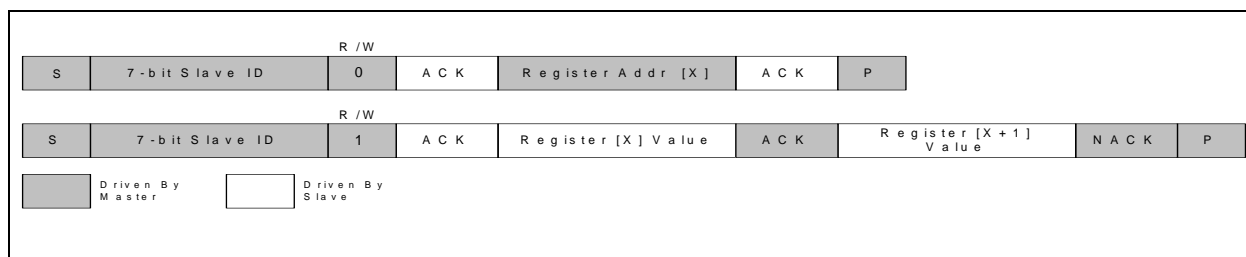 R /W
S 7-bit Slave ID 0 ACK Register Addr [X] ACK P
R /W
S 7-bit Slave ID 1 ACK Register [X] Value ACK Register [X+1] Value NACK P
Driven By Master
Driven By Slave